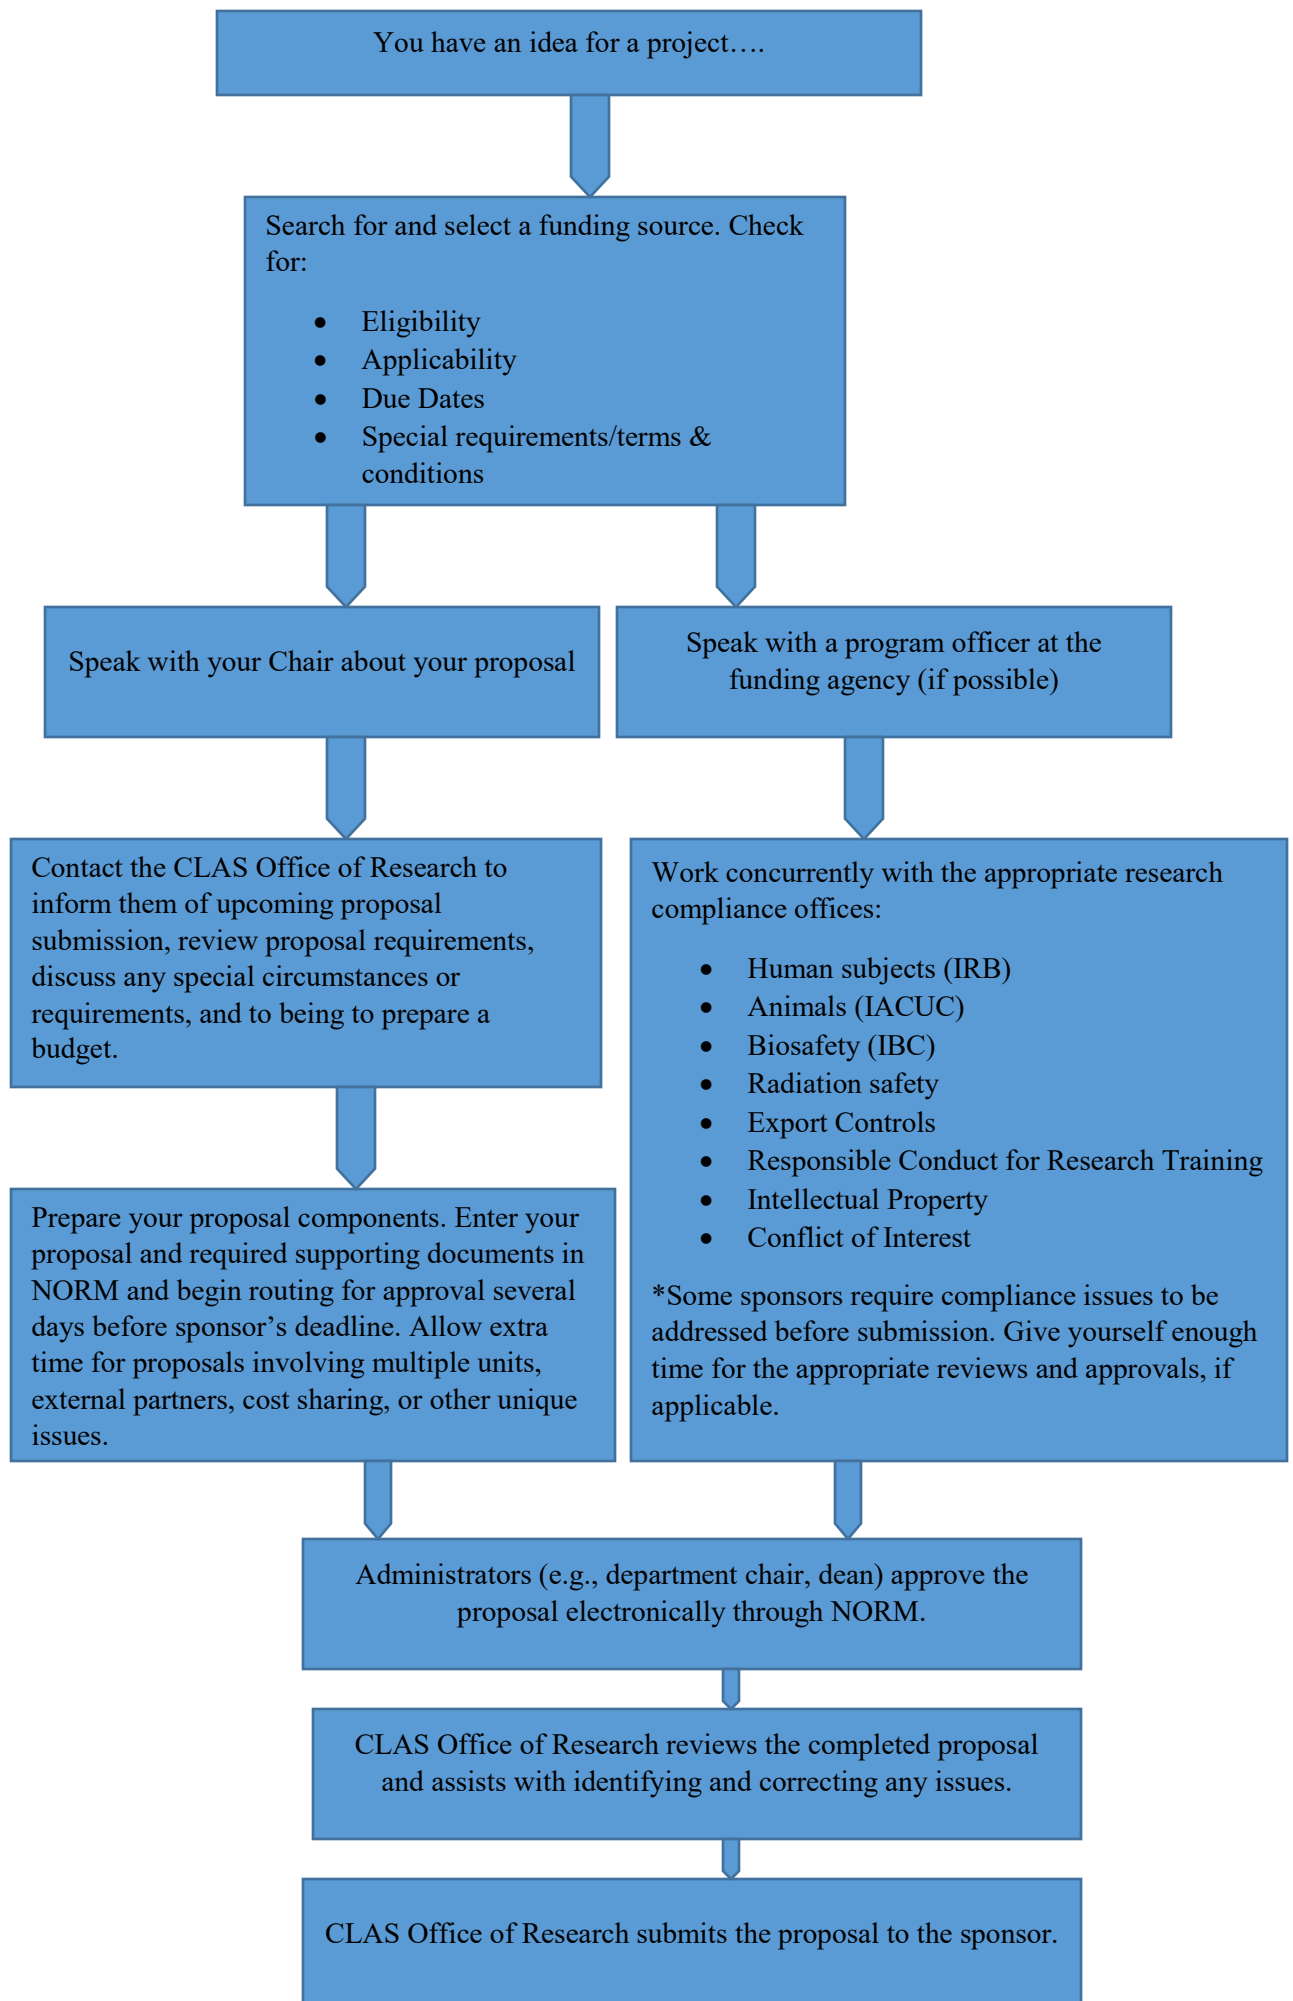 You have an idea for a project….
Search for and select a funding source. Check
for:
• Eligibility
• Applicability
• Due Dates
• Special requirements/terms &
conditions
Speak with your Chair about your proposal
Speak with a program officer at the
funding agency (if possible)
Contact the CLAS Office of Research to
inform them of upcoming proposal
submission, review proposal requirements,
discuss any special circumstances or
requirements, and to being to prepare a
budget.
Work concurrently with the appropriate research
compliance offices:
• Human subjects (IRB)
• Animals (IACUC)
• Biosafety (IBC)
• Radiation safety
• Export Controls
• Responsible Conduct for Research Training
• Intellectual Property
• Conflict of Interest
*Some sponsors require compliance issues to be
addressed before submission. Give yourself enough
time for the appropriate reviews and approvals, if
applicable.
Prepare your proposal components. Enter your
proposal and required supporting documents in
NORM and begin routing for approval several
days before sponsor’s deadline. Allow extra
time for proposals involving multiple units,
external partners, cost sharing, or other unique
issues.
Administrators (e.g., department chair, dean) approve the
proposal electronically through NORM.
CLAS Office of Research reviews the completed proposal
and assists with identifying and correcting any issues.
CLAS Office of Research submits the proposal to the sponsor.